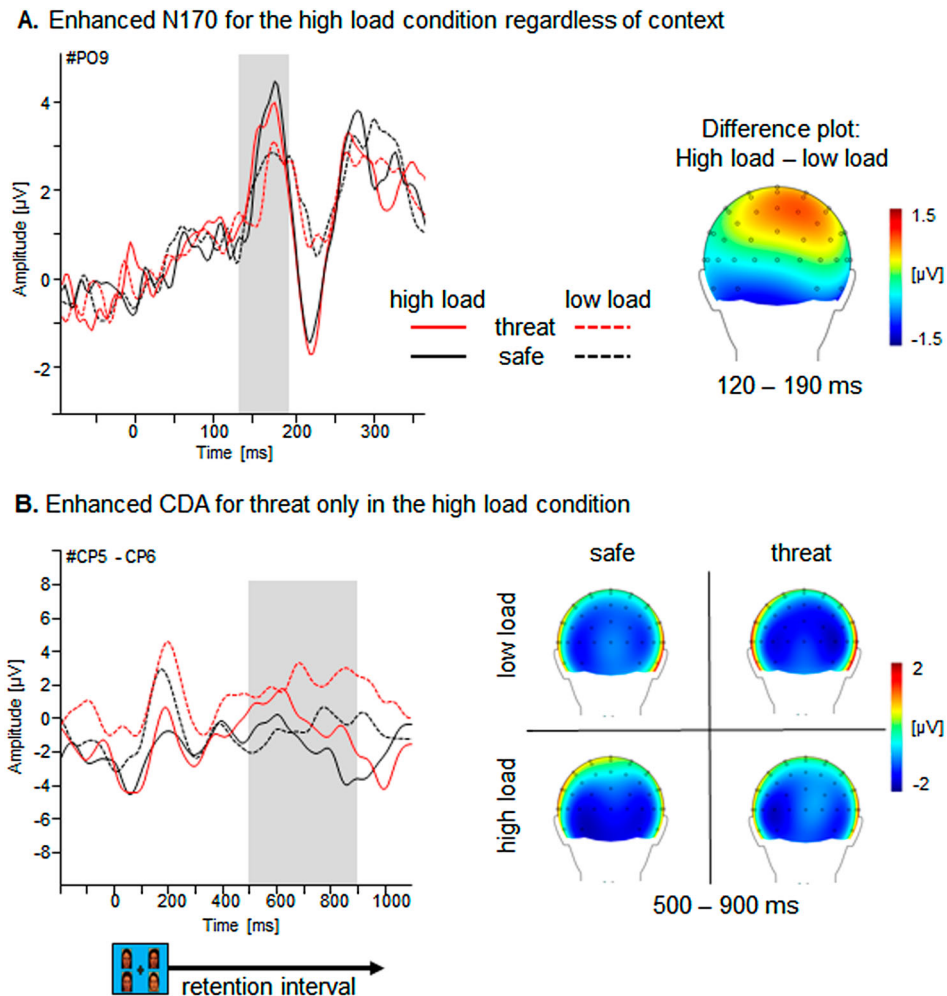 A. Enhanced N170 for the high load condition regardless of context
#PO9
4
2
0
-2
Amplitude [µV]
0
100
200
300
Time [ms]
high load
low load
threat
safe
Difference plot:
High load – low load
1.5
[µV]
-1.5
120 – 190 ms
B. Enhanced CDA for threat only in the high load condition
#CP5 - CP6
8
6
4
2
0
-2
-4
-6
-8
Amplitude [µV]
0
200
400
600
800
1000
Time [ms]
retention interval
safe
threat
low load
high load
2
[µV]
-2
500 – 900 ms